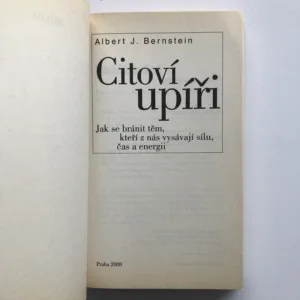 Albert J. Bernstein
Citoví
upíři
Jak se bránit těm,
kteří z nás vysávají sílu,
čas a energii
Praha 2000